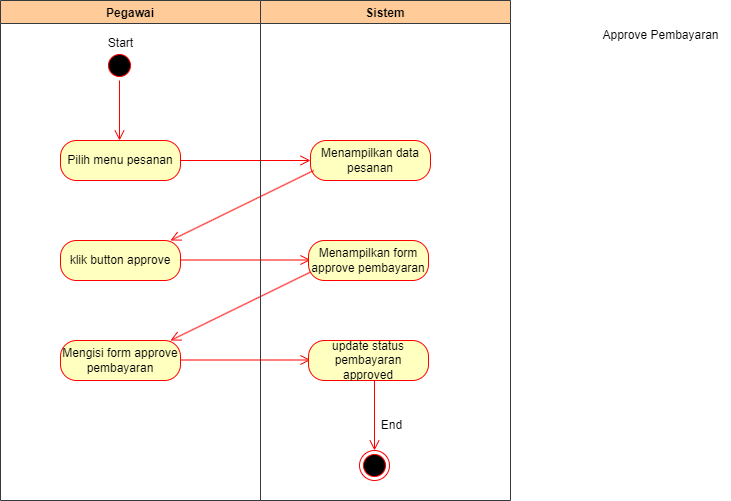 Pegawai
Sistem
Approve Pembayaran
Start
Pilih menu pesanan
Menampilkan data
pesanan
klik button approve
Menampilkan form
approve pembayaran
Mengisi form approve
pembayaran
update status
pembayaran
approved
End